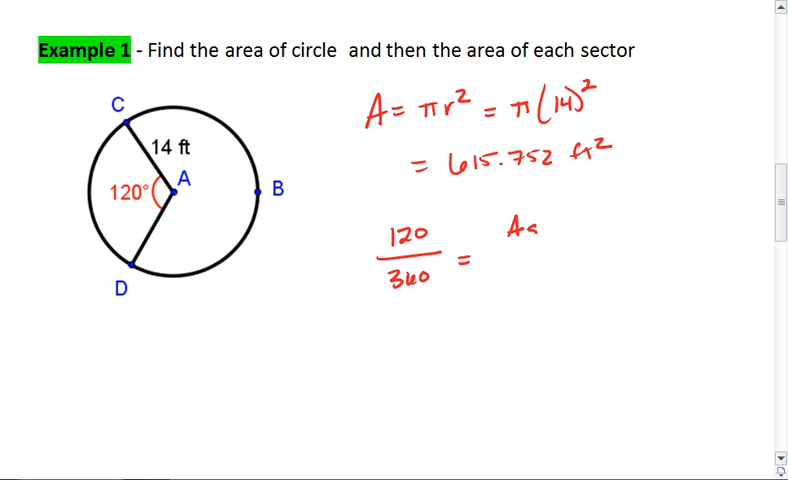 Example 1 - Find the area of circle and then the area of each sector
C
14 ft
A
120°
B
D
A = πr² = π(14)²
= 615.752 ft²
120
360
=